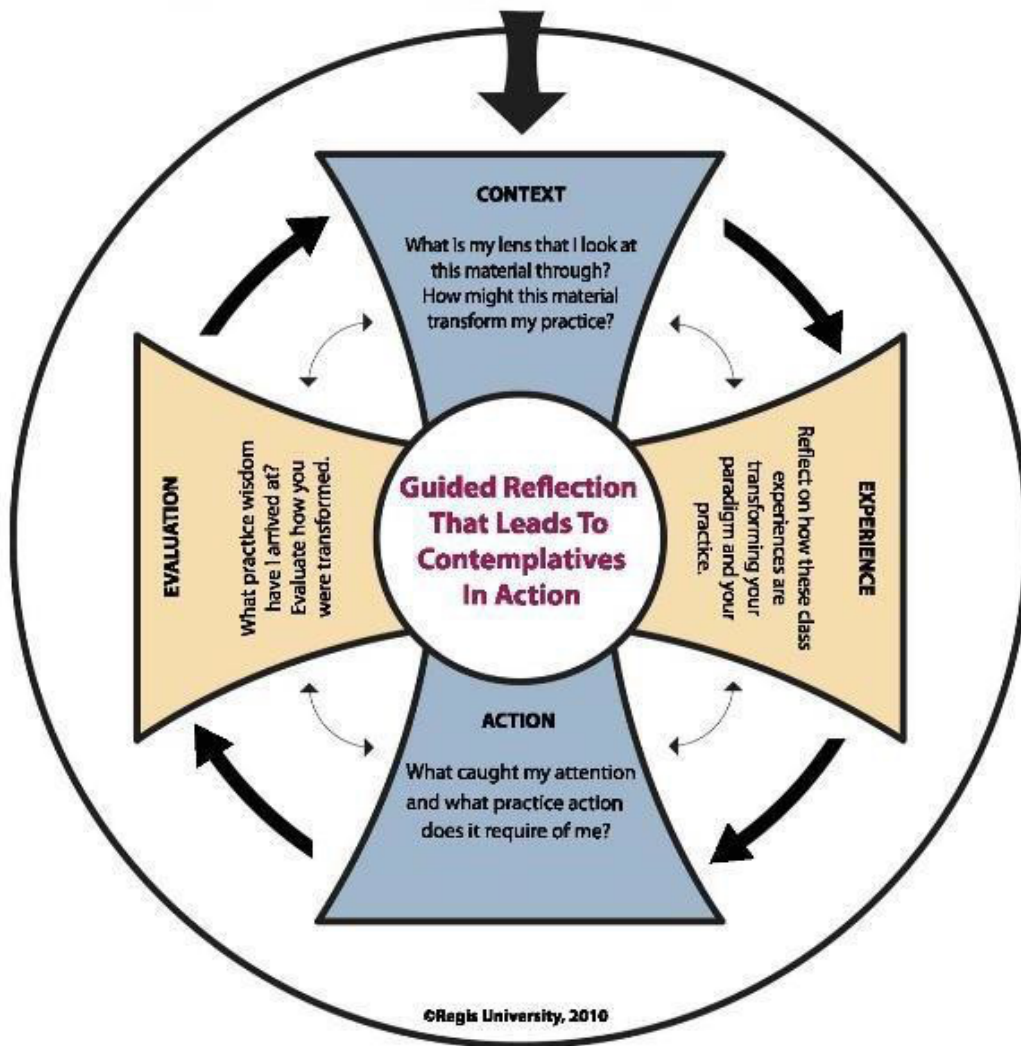 CONTEXT
What is my lens that I look at
this material through?
How might this material
transform my practice?
EXPERIENCE
Reflect on how these class
experiences are
transforming your
paradigm and your
practice.
Guided Reflection
That Leads To
Contemplatives
In Action
ACTION
What caught my attention
and what practice action
does it require of me?
EVALUATION
What practice wisdom
have I arrived at?
Evaluate how you
were transformed.
©Regis University, 2010